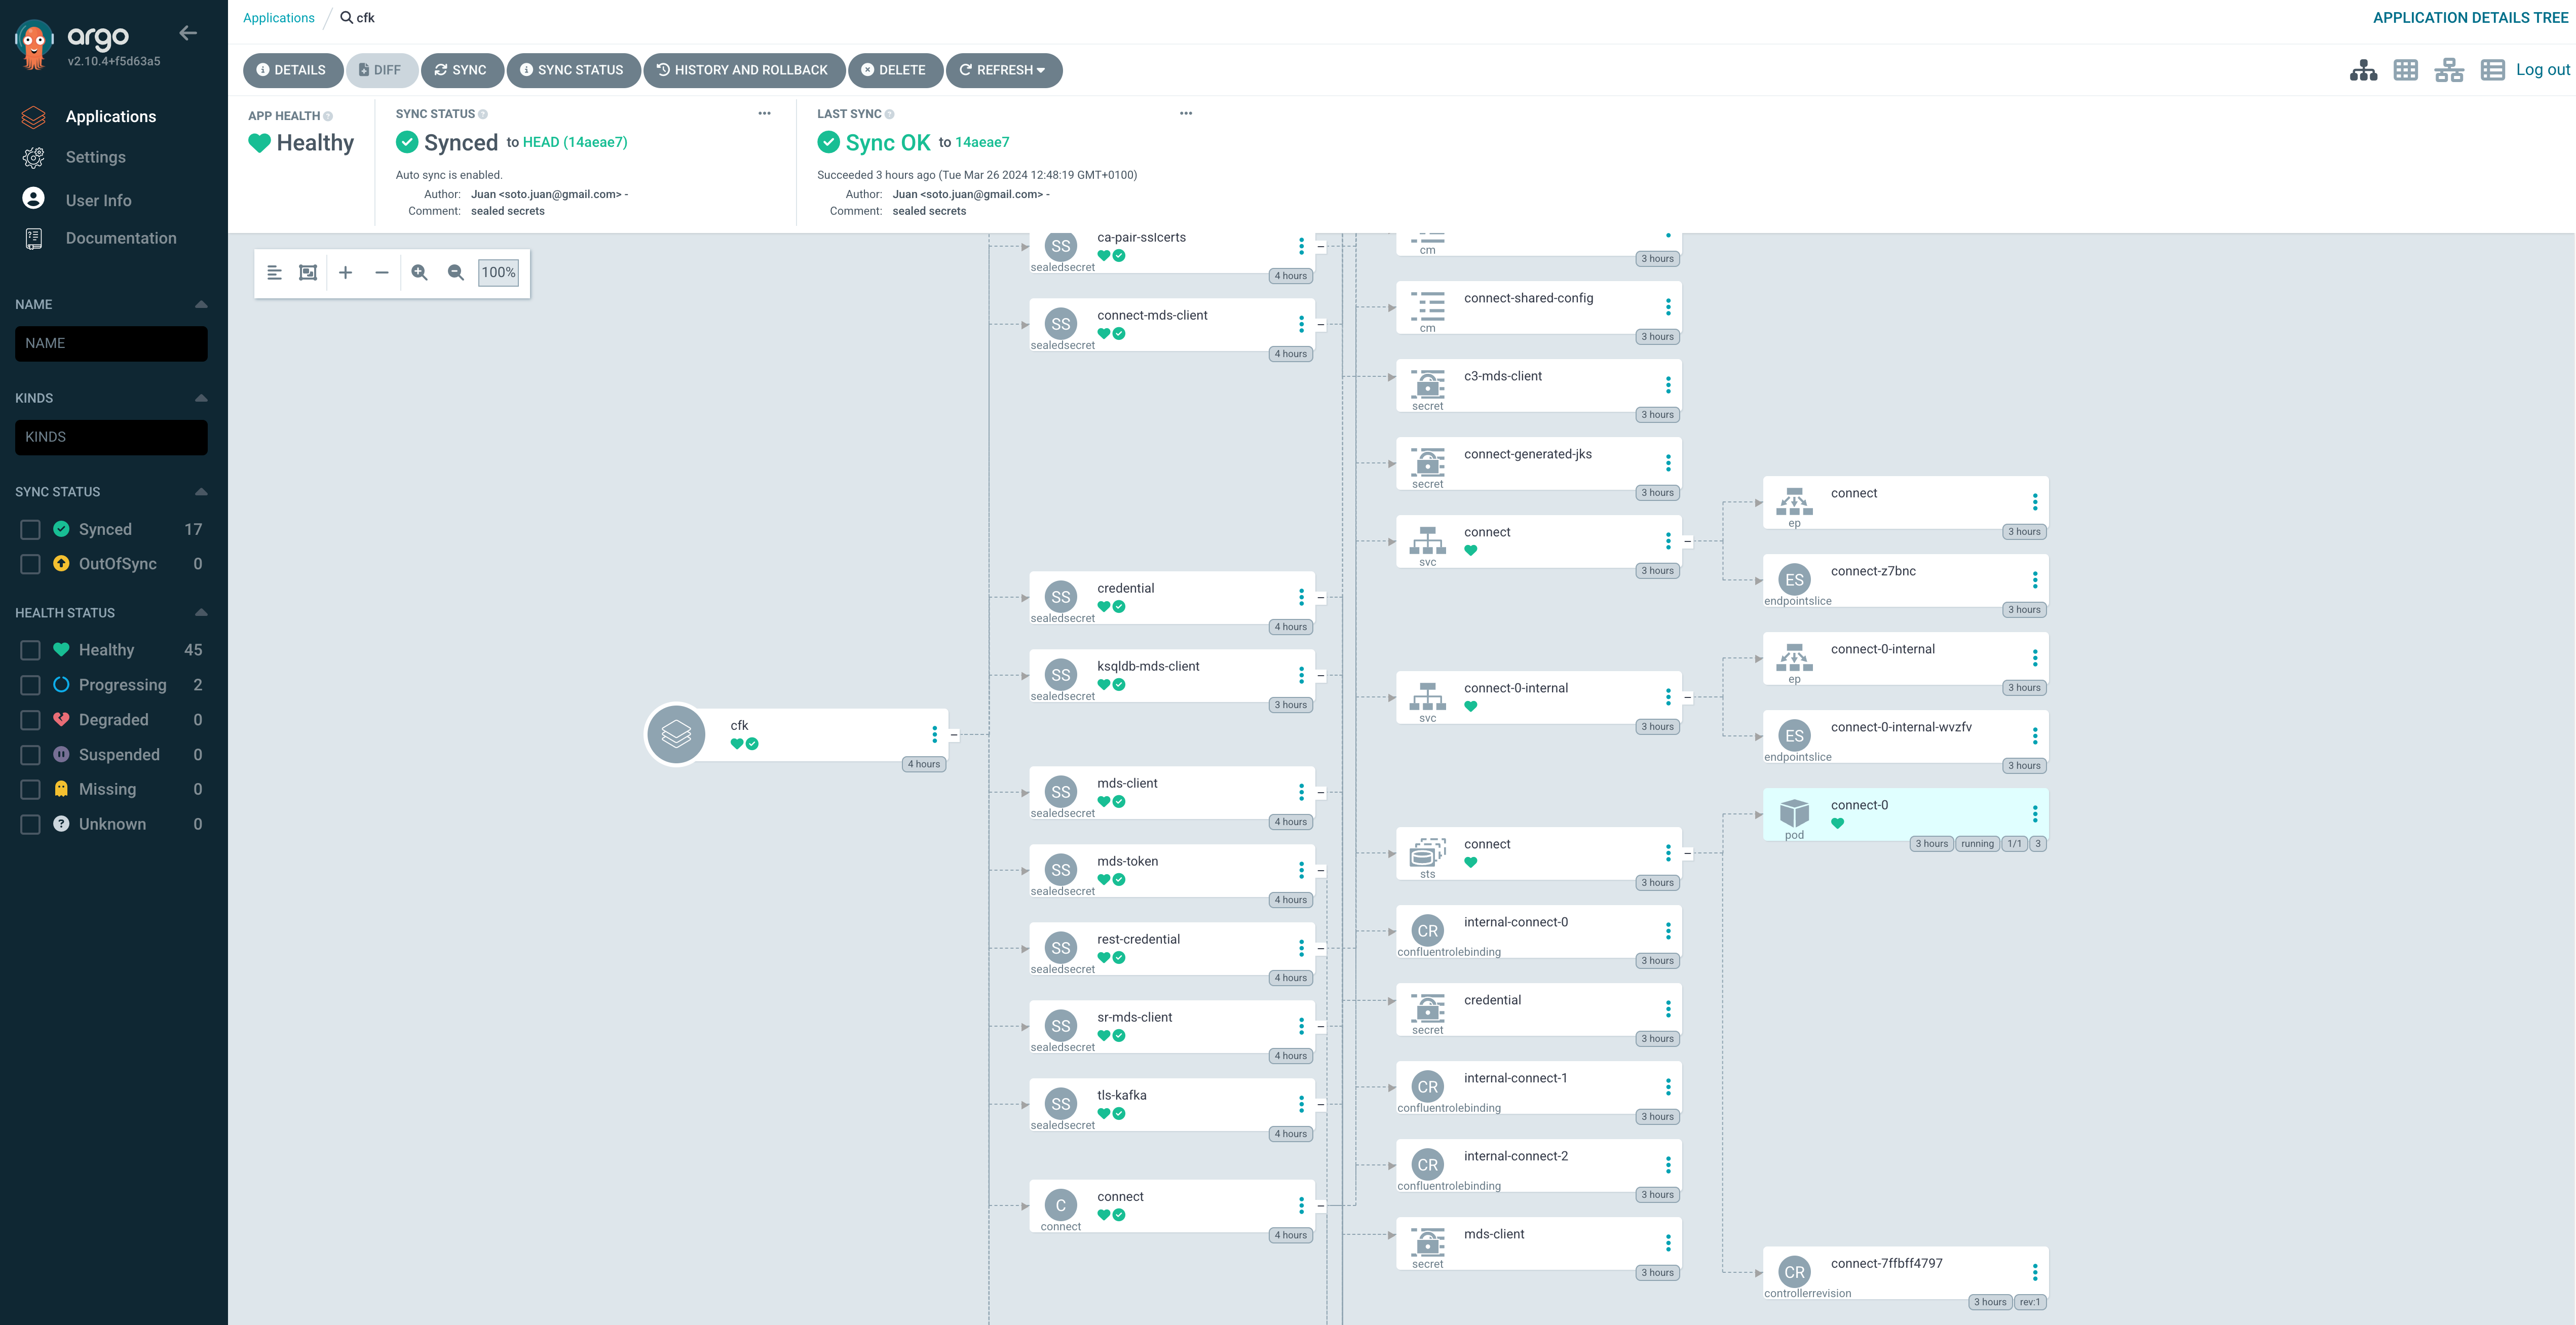 Applications / cfk
APPLICATION DETAILS TREE
argo
v2.10.4+f5d63a5
DETAILS DIFF SYNC SYNC STATUS HISTORY AND ROLLBACK DELETE REFRESH
100%
Log out
Applications
Settings
User Info
Documentation
APP HEALTH
Healthy
SYNC STATUS
Synced to HEAD (14aeae7)
Auto sync is enabled.
Author: Juan <soto.juan@gmail.com> -
Comment: sealed secrets
LAST SYNC
Sync OK to 14aeae7
Succeeded 3 hours ago (Tue Mar 26 2024 12:48:19 GMT+0100)
Author: Juan <soto.juan@gmail.com> -
Comment: sealed secrets
NAME
NAME
KINDS
KINDS
SYNC STATUS
Synced 17
OutOfSync 0
HEALTH STATUS
Healthy 45
Progressing 2
Degraded 0
Suspended 0
Missing 0
Unknown 0
cfk
4 hours
ca-pair-sslcerts
SS
sealedsecret
4 hours
connect-mds-client
SS
sealedsecret
4 hours
credential
SS
sealedsecret
4 hours
ksqldb-mds-client
SS
sealedsecret
3 hours
mds-client
SS
sealedsecret
4 hours
mds-token
SS
sealedsecret
4 hours
rest-credential
SS
sealedsecret
4 hours
sr-mds-client
SS
sealedsecret
4 hours
tls-kafka
SS
sealedsecret
4 hours
connect
C
connect
4 hours
cm
3 hours
connect-shared-config
cm
3 hours
c3-mds-client
secret
3 hours
connect-generated-jks
secret
3 hours
connect
svc
3 hours
connect-0-internal
svc
3 hours
connect
sts
3 hours
internal-connect-0
CR
confluentrolebinding
3 hours
credential
secret
3 hours
internal-connect-1
CR
confluentrolebinding
3 hours
internal-connect-2
CR
confluentrolebinding
3 hours
mds-client
secret
3 hours
connect
ep
3 hours
connect-z7bnc
ES
endpointslice
3 hours
connect-0-internal
ep
3 hours
connect-0-internal-wvzfv
ES
endpointslice
3 hours
connect-0
pod
3 hours running 1/1 3
connect-7ffbff4797
CR
controllerrevision
3 hours rev:1